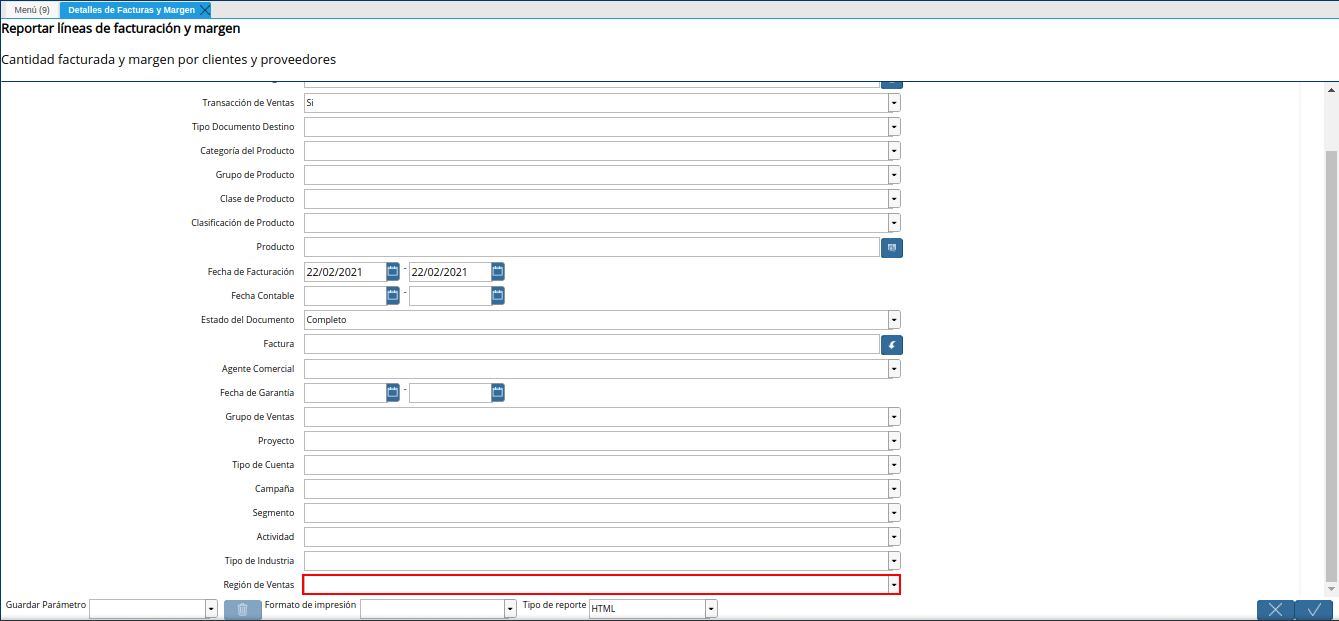 Menú (9)
Detalles de Facturas y Margen
Reportar líneas de facturación y margen
Cantidad facturada y margen por clientes y proveedores
Transacción de Ventas Si
Tipo Documento Destino
Categoría del Producto
Grupo de Producto
Clase de Producto
Clasificación de Producto
Producto
Fecha de Facturación 22/02/2021 - 22/02/2021
Fecha Contable -
Estado del Documento Completo
Factura
Agente Comercial
Fecha de Garantía -
Grupo de Ventas
Proyecto
Tipo de Cuenta
Campaña
Segmento
Actividad
Tipo de Industria
Región de Ventas
Guardar Parámetro Formato de impresión Tipo de reporte HTML